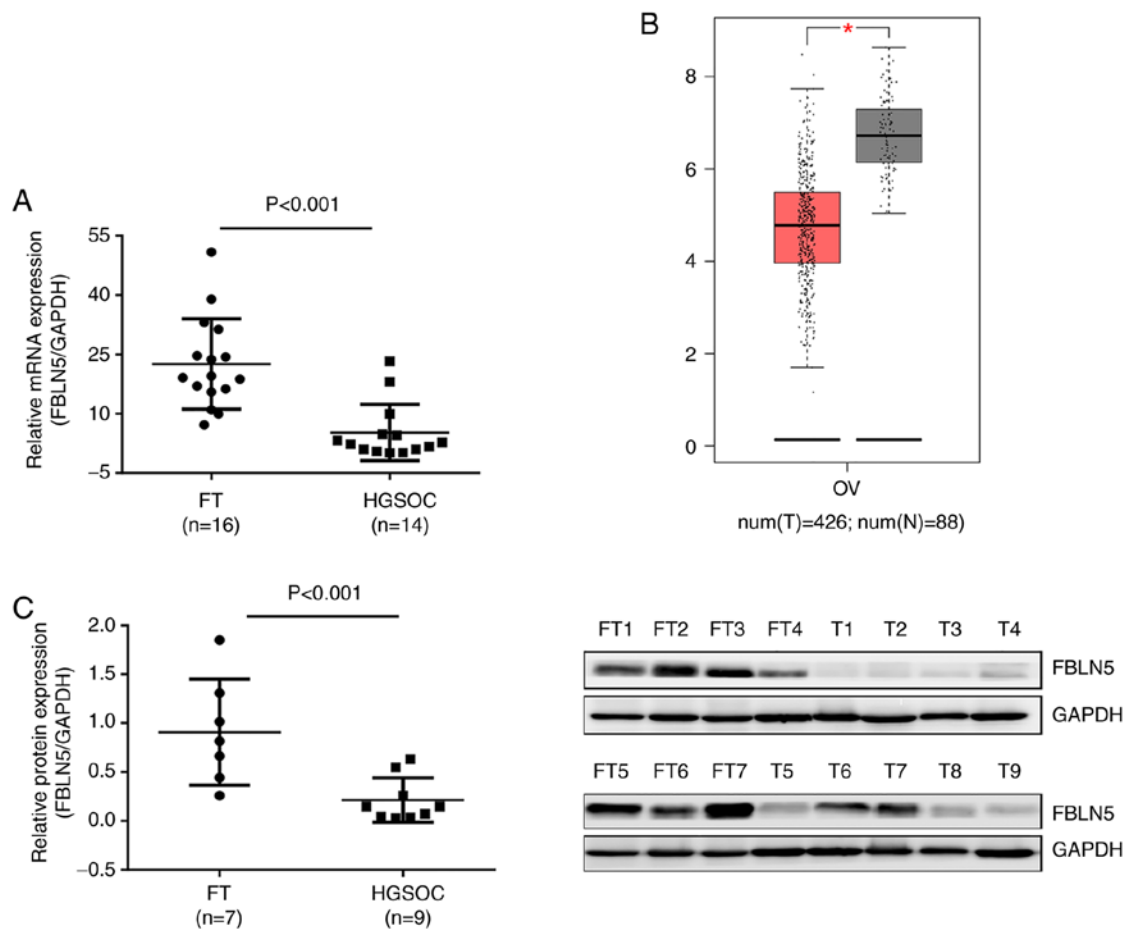 A
P<0.001
Relative mRNA expression
(FBLN5/GAPDH)
55
40
25
10
−5
FT
(n=16)
HGSOC
(n=14)
B
*
8
6
4
2
0
OV
num(T)=426; num(N)=88)
C
P<0.001
Relative protein expression
(FBLN5/GAPDH)
2.0
1.5
1.0
0.5
0.0
−0.5
FT
(n=7)
HGSOC
(n=9)
FT1 FT2 FT3 FT4 T1 T2 T3 T4
FBLN5
GAPDH
FT5 FT6 FT7 T5 T6 T7 T8 T9
FBLN5
GAPDH